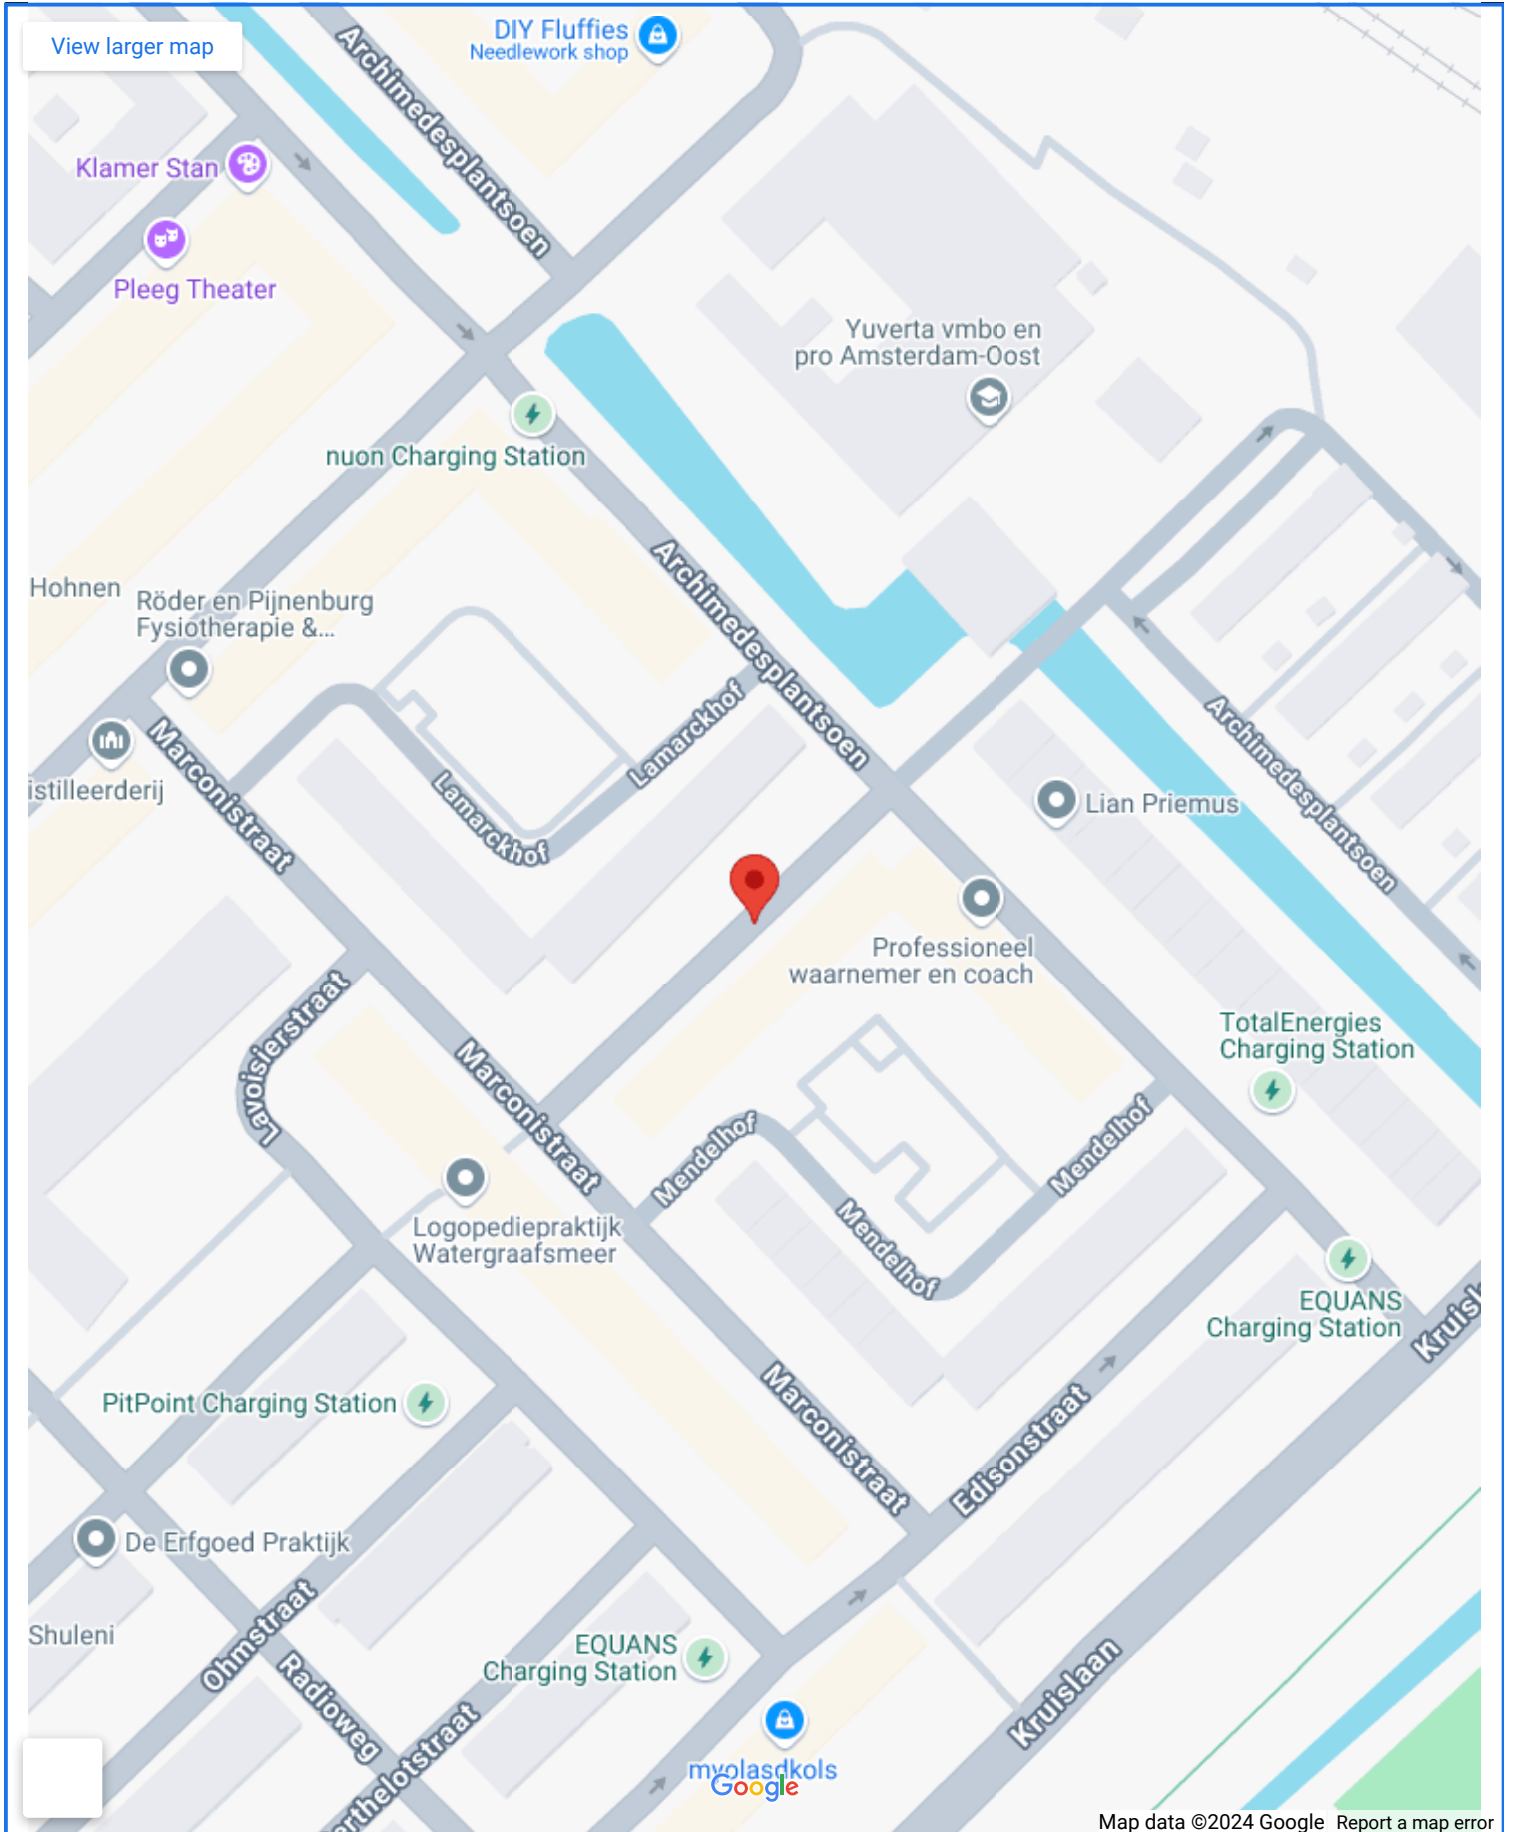 View larger map
DIY Fluffies
Needlework shop
Archimedesplantsoen
Klamer Stan
Pleeg Theater
Yuverta vmbo en
pro Amsterdam-Oost
nuon Charging Station
Archimedesplantsoen
Hohnen
Röder en Pijnenburg
Fysiotherapie &...
Lamarckhof
Archimedesplantsoen
Marconistraat
istilleerderij
Lamarckhof
Lian Priemus
Professioneel
waarnemer en coach
Lavoisierstraat
TotalEnergies
Charging Station
Marconistraat
Mendelhof
Mendelhof
Mendelhof
Logopediepraktijk
Watergraafsmeer
EQUANS
Charging Station
Kruisl
PitPoint Charging Station
Marconistraat
Edisonstraat
De Erfgoed Praktijk
Shuleni
Ohmstraat
EQUANS
Charging Station
Radioweg
Kruislaan
erthelotstraat
myolasdkols
Google
Map data ©2024 Google
Report a map error